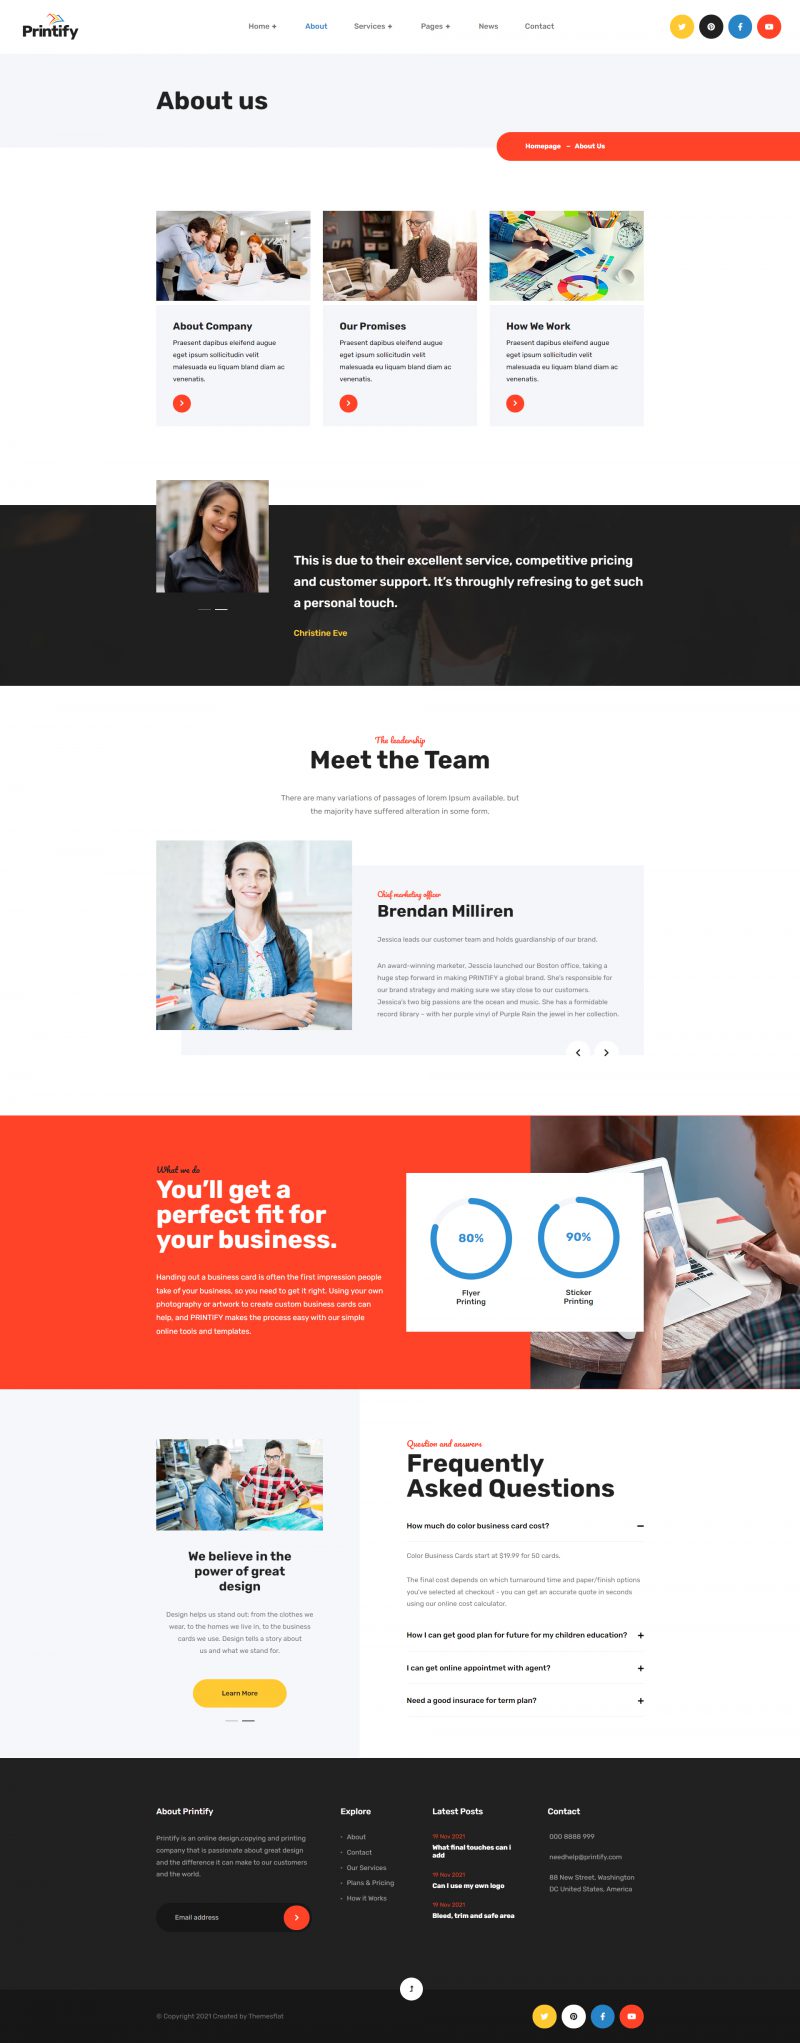 Printify
Home + About Services + Pages + News Contact
About us
Homepage – About Us
About Company
Praesent dapibus eleifend augue
eget ipsum sollicitudin velit
malesuada eu liquam bland diam ac
venenatis.
Our Promises
Praesent dapibus eleifend augue
eget ipsum sollicitudin velit
malesuada eu liquam bland diam ac
venenatis.
How We Work
Praesent dapibus eleifend augue
eget ipsum sollicitudin velit
malesuada eu liquam bland diam ac
venenatis.
This is due to their excellent service, competitive pricing
and customer support. It's throughly refresing to get such
a personal touch.
Christine Eve
The leadership
Meet the Team
There are many variations of passages of lorem Ipsum available, but
the majority have suffered alteration in some form.
Chief marketing officer
Brendan Milliren
Jessica leads our customer team and holds guardianship of our brand.
An award-winning marketer, Jesscia launched our Boston office, taking a
huge step forward in making PRINTIFY a global brand. She's responsible for
our brand strategy and making sure we stay close to our customers.
Jessica's two big passions are the ocean and music. She has a formidable
record library – with her purple vinyl of Purple Rain the jewel in her collection.
What we do
You'll get a
perfect fit for
your business.
Handing out a business card is often the first impression people
take of your business, so you need to get it right. Using your own
photography or artwork to create custom business cards can
help, and PRINTIFY makes the process easy with our simple
online tools and templates.
80%
Flyer
Printing
90%
Sticker
Printing
We believe in the
power of great
design
Design helps us stand out: from the clothes we
wear, to the homes we live in, to the business
cards we use. Design tells a story about
us and what we stand for.
Learn More
Question and answers
Frequently
Asked Questions
How much do color business card cost?
Color Business Cards start at $19.99 for 50 cards.
The final cost depends on which turnaround time and paper/finish options
you've selected at checkout - you can get an accurate quote in seconds
using our online cost calculator.
How I can get good plan for future for my children education?
I can get online appointmet with agent?
Need a good insurace for term plan?
About Printify
Printify is an online design,copying and printing
company that is passionate about great design
and the difference it can make to our customers
and the world.
Email address
Explore
About
Contact
Our Services
Plans & Pricing
How it Works
Latest Posts
19 Nov 2021
What final touches can i
add
19 Nov 2021
Can I use my own logo
19 Nov 2021
Bleed, trim and safe area
Contact
000 8888 999
needhelp@printify.com
88 New Street, Washington
DC United States, America
© Copyright 2021 Created by Themesflat